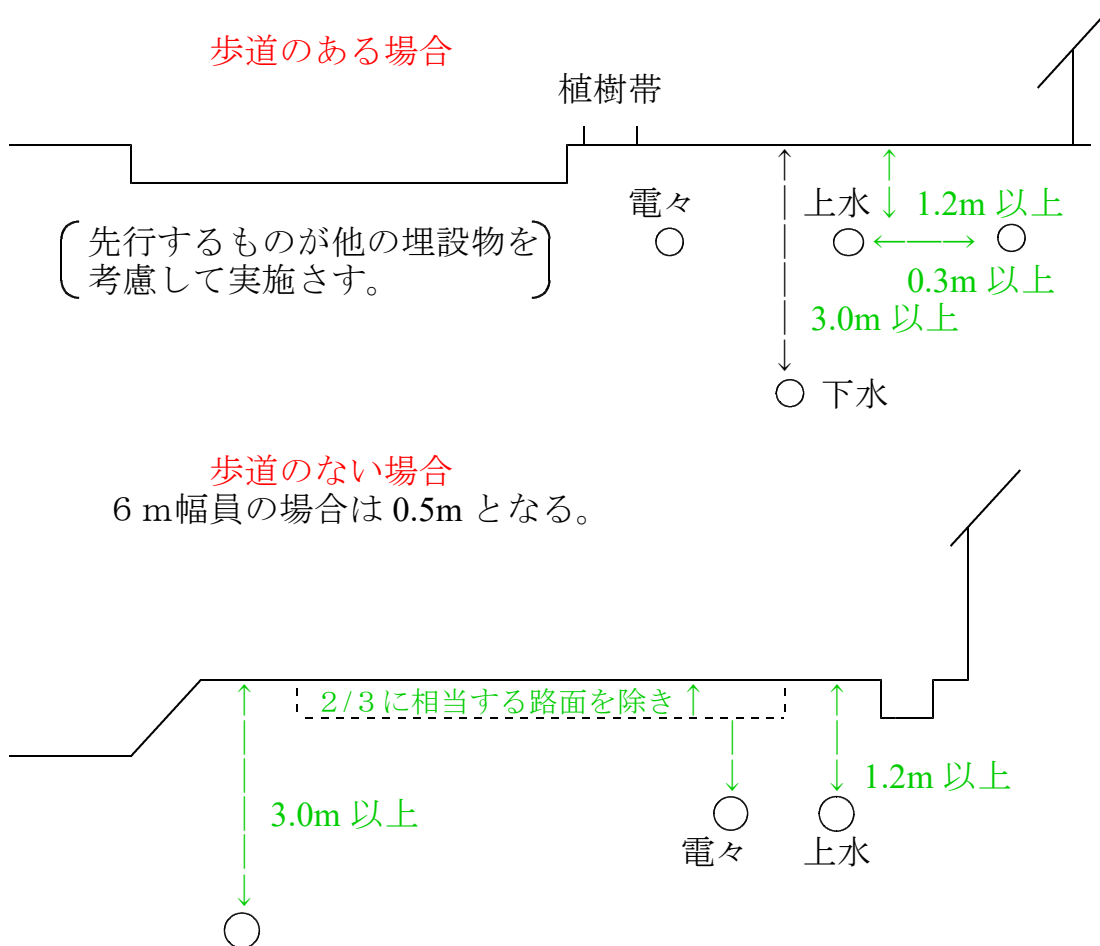 歩道のある場合
植樹帯
電々
上水
1.2m 以上
先行するものが他の埋設物を
考慮して実施さす。
0.3m 以上
3.0m 以上
下水
歩道のない場合
６ｍ幅員の場合は 0.5m となる。
２/３に相当する路面を除き
1.2m 以上
3.0m 以上
電々
上水